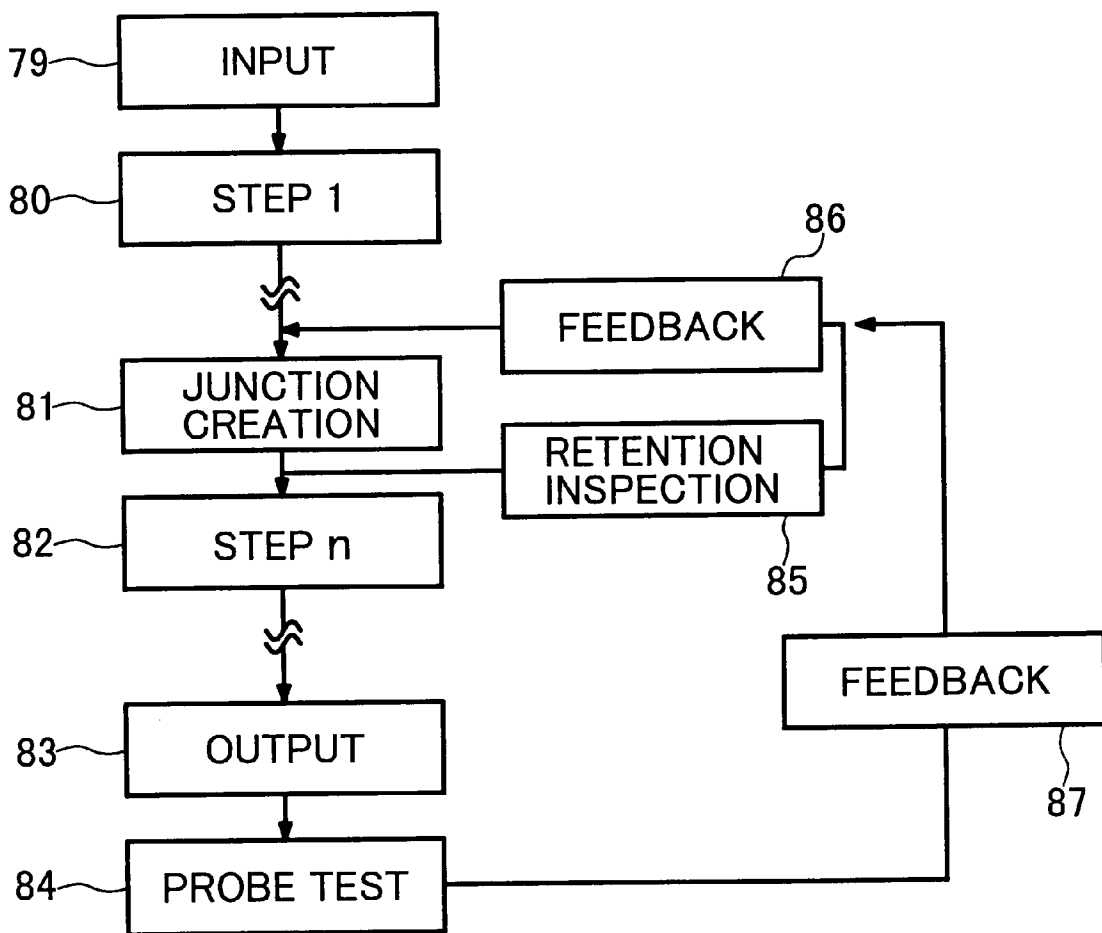 79
INPUT
80
STEP 1
86
FEEDBACK
81
JUNCTION
CREATION
RETENTION
INSPECTION
85
82
STEP n
FEEDBACK
87
83
OUTPUT
84
PROBE TEST